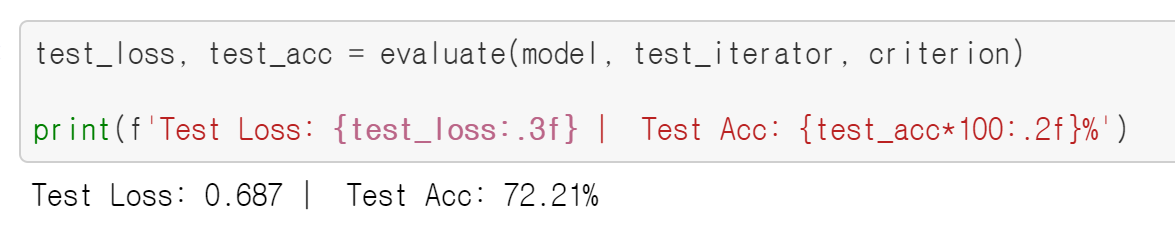 test_loss, test_acc = evaluate(model, test_iterator, criterion)
print(f'Test Loss: {test_loss:.3f} |  Test Acc: {test_acc*100:.2f}%')
Test Loss: 0.687 |  Test Acc: 72.21%